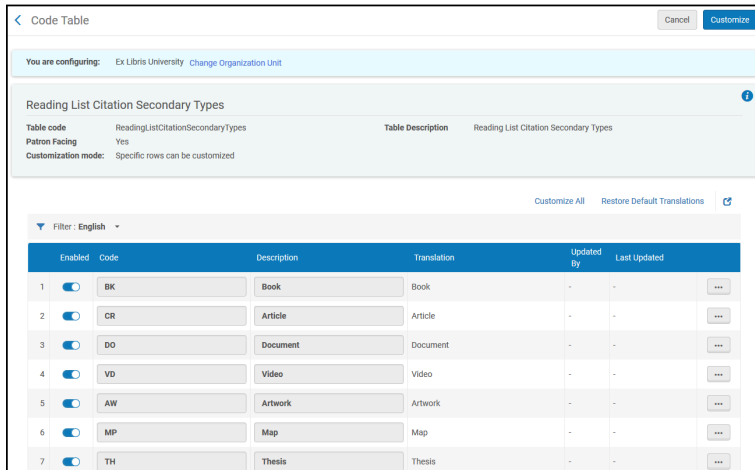 Code Table
Cancel
Customize
You are configuring: Ex Libris University Change Organization Unit
Reading List Citation Secondary Types
Table code ReadingListCitationSecondaryTypes Table Description Reading List Citation Secondary Types
Patron Facing Yes
Customization mode: Specific rows can be customized
Customize All Restore Default Translations
Filter : English
Enabled Code Description Translation Updated By Last Updated
1 BK Book Book - -
2 CR Article Article - -
3 DO Document Document - -
4 VD Video Video - -
5 AW Artwork Artwork - -
6 MP Map Map - -
7 TH Thesis Thesis - -